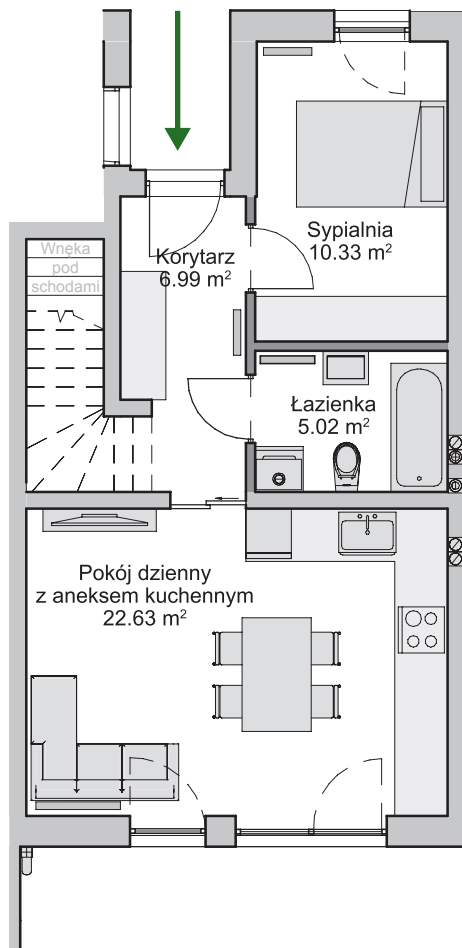 Wnęka
pod
schodami
Korytarz
6.99 m²
Sypialnia
10.33 m²
Łazienka
5.02 m²
Pokój dzienny
z aneksem kuchennym
22.63 m²